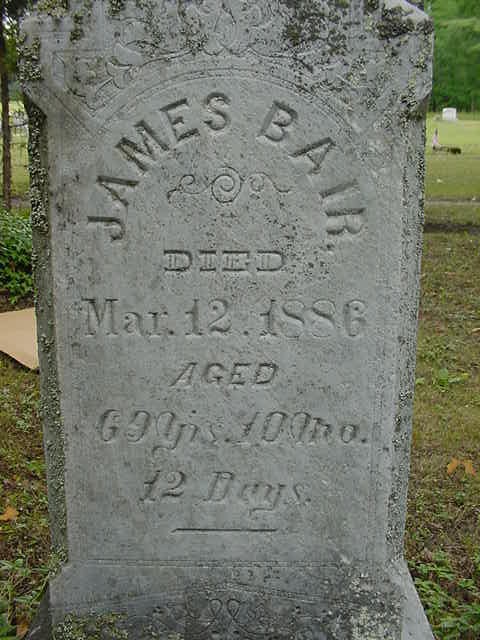 JAMES BAIR.
DIED
Mar. 12. 1886
AGED
69 Yrs. 10 Mo.
12 Days.